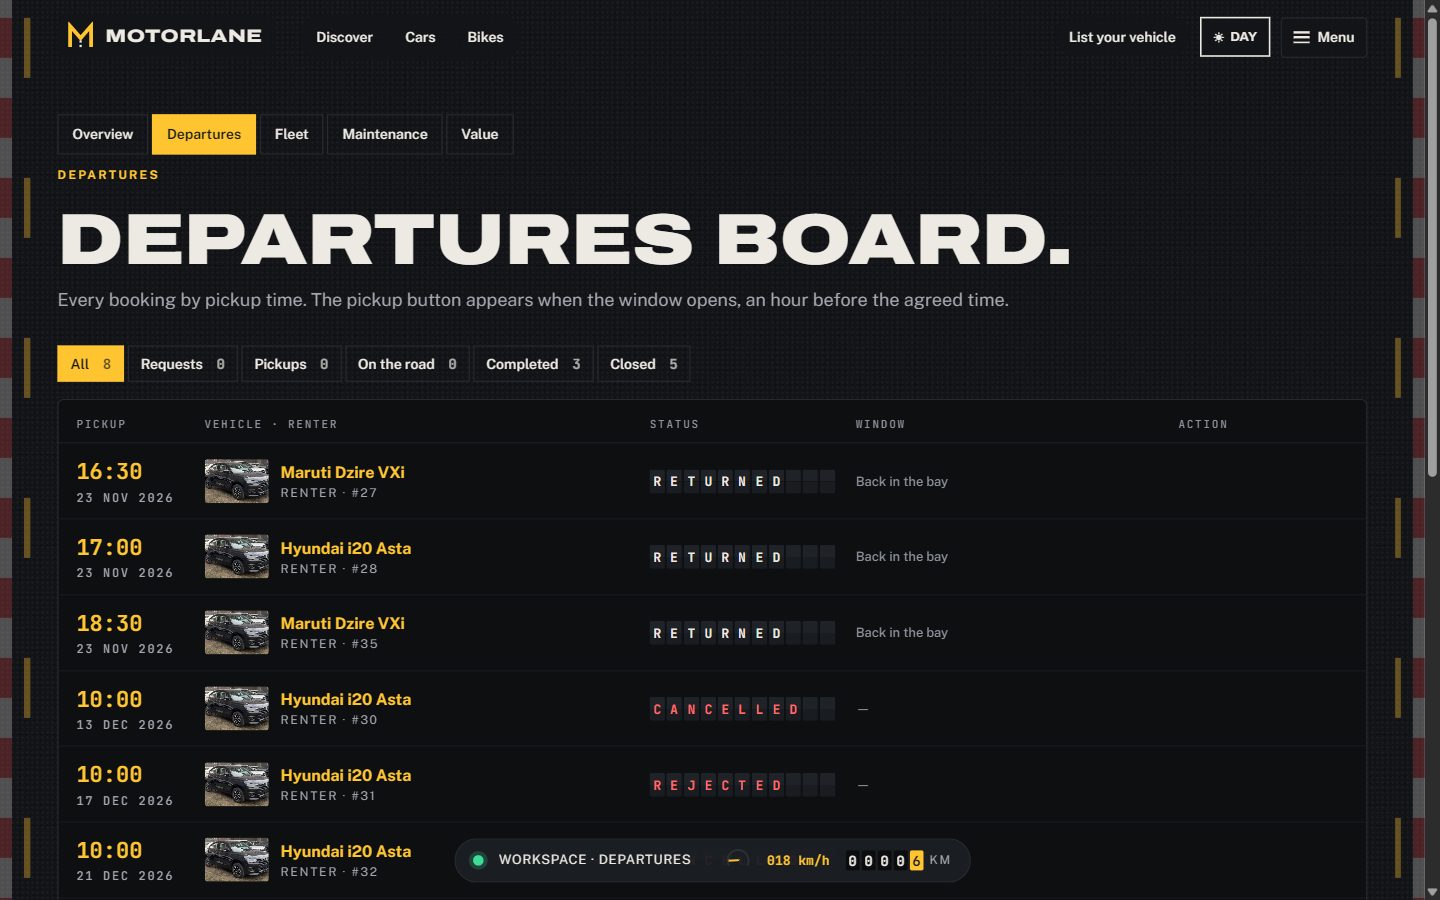 MOTORLANE Discover Cars Bikes List your vehicle ☀ DAY Menu
Overview Departures Fleet Maintenance Value
DEPARTURES
DEPARTURES BOARD.
Every booking by pickup time. The pickup button appears when the window opens, an hour before the agreed time.
All 8 Requests 0 Pickups 0 On the road 0 Completed 3 Closed 5
PICKUP VEHICLE · RENTER STATUS WINDOW ACTION
16:30 Maruti Dzire VXi RETURNED Back in the bay
23 NOV 2026 RENTER · #27
17:00 Hyundai i20 Asta RETURNED Back in the bay
23 NOV 2026 RENTER · #28
18:30 Maruti Dzire VXi RETURNED Back in the bay
23 NOV 2026 RENTER · #35
10:00 Hyundai i20 Asta CANCELLED —
13 DEC 2026 RENTER · #30
10:00 Hyundai i20 Asta REJECTED —
17 DEC 2026 RENTER · #31
10:00 Hyundai i20 Asta
21 DEC 2026 RENTER · #32
WORKSPACE · DEPARTURES 018 km/h 00006 KM